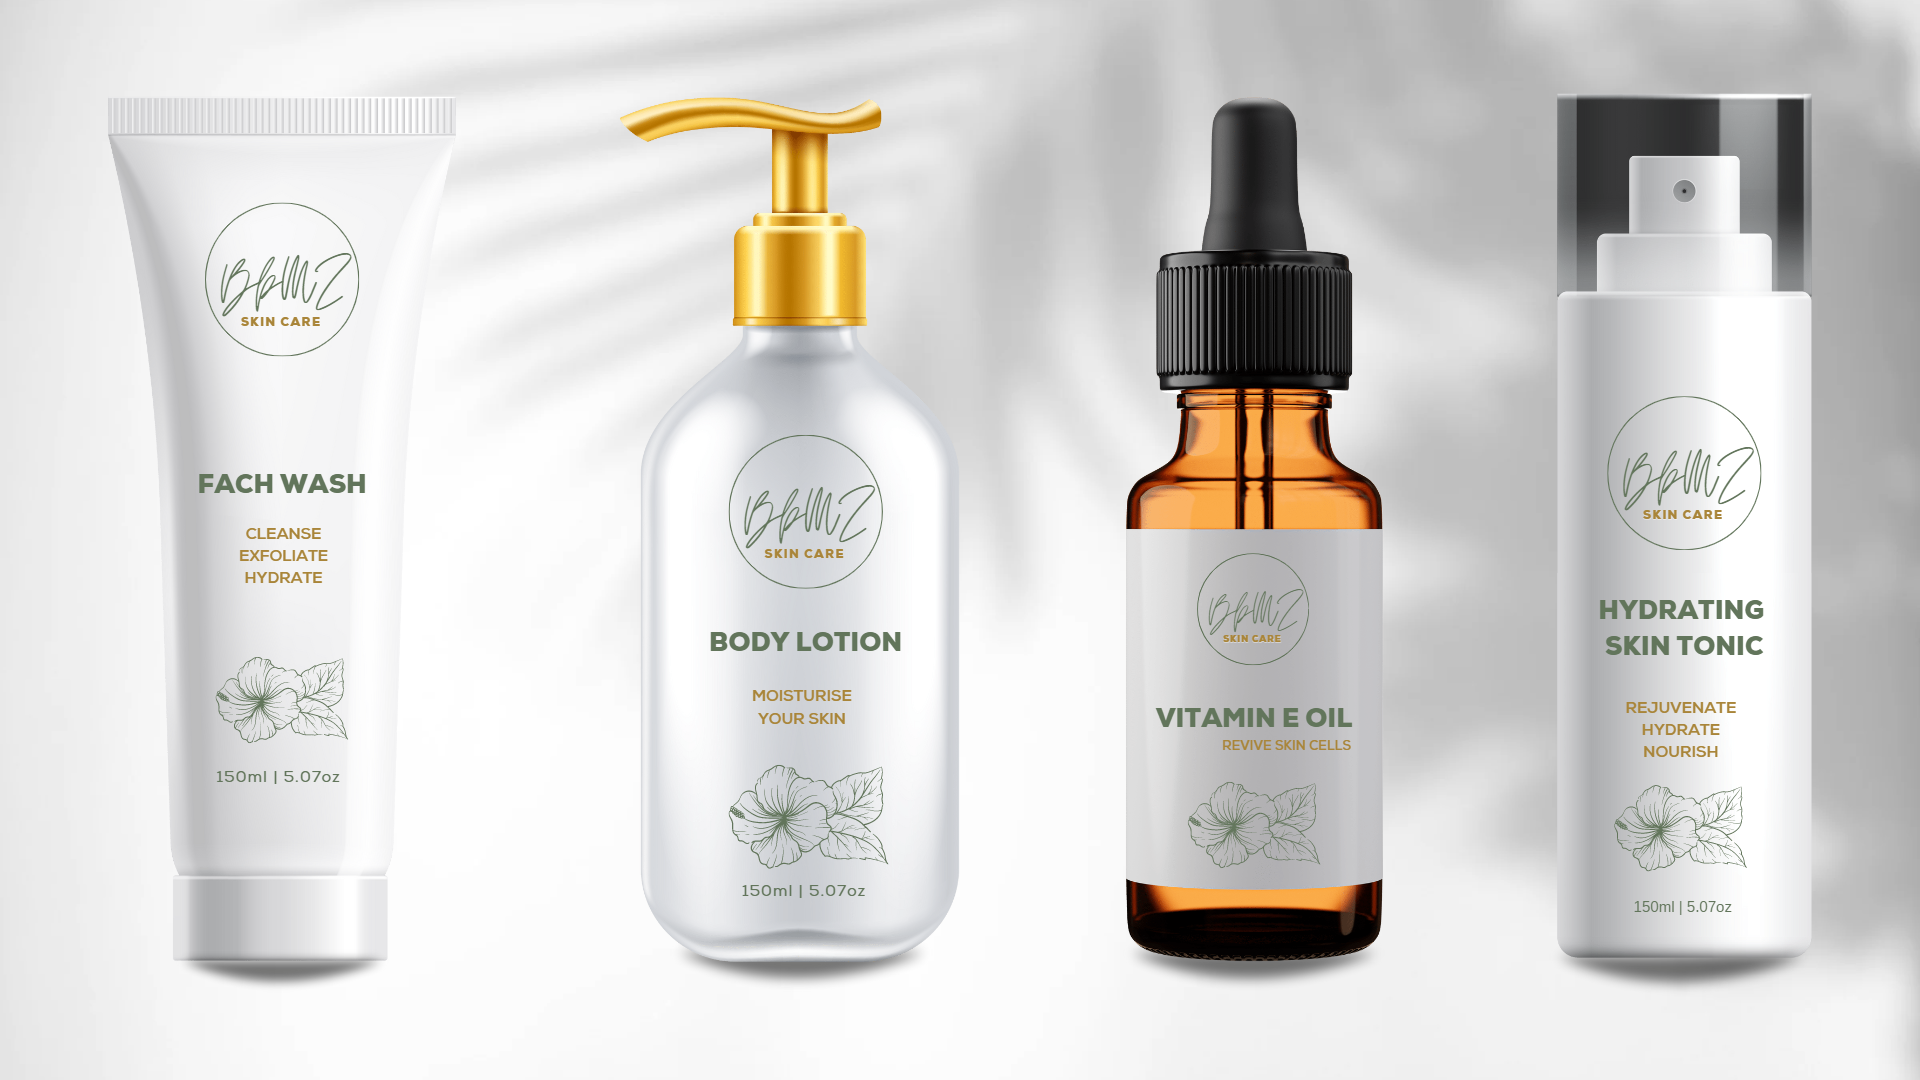 BbMZ
SKIN CARE
FACH WASH
CLEANSE
EXFOLIATE
HYDRATE
150ml | 5.07oz
BbMZ
SKIN CARE
BODY LOTION
MOISTURISE
YOUR SKIN
150ml | 5.07oz
BbMZ
SKIN CARE
VITAMIN E OIL
REVIVE SKIN CELLS
BbMZ
SKIN CARE
HYDRATING
SKIN TONIC
REJUVENATE
HYDRATE
NOURISH
150ml | 5.07oz